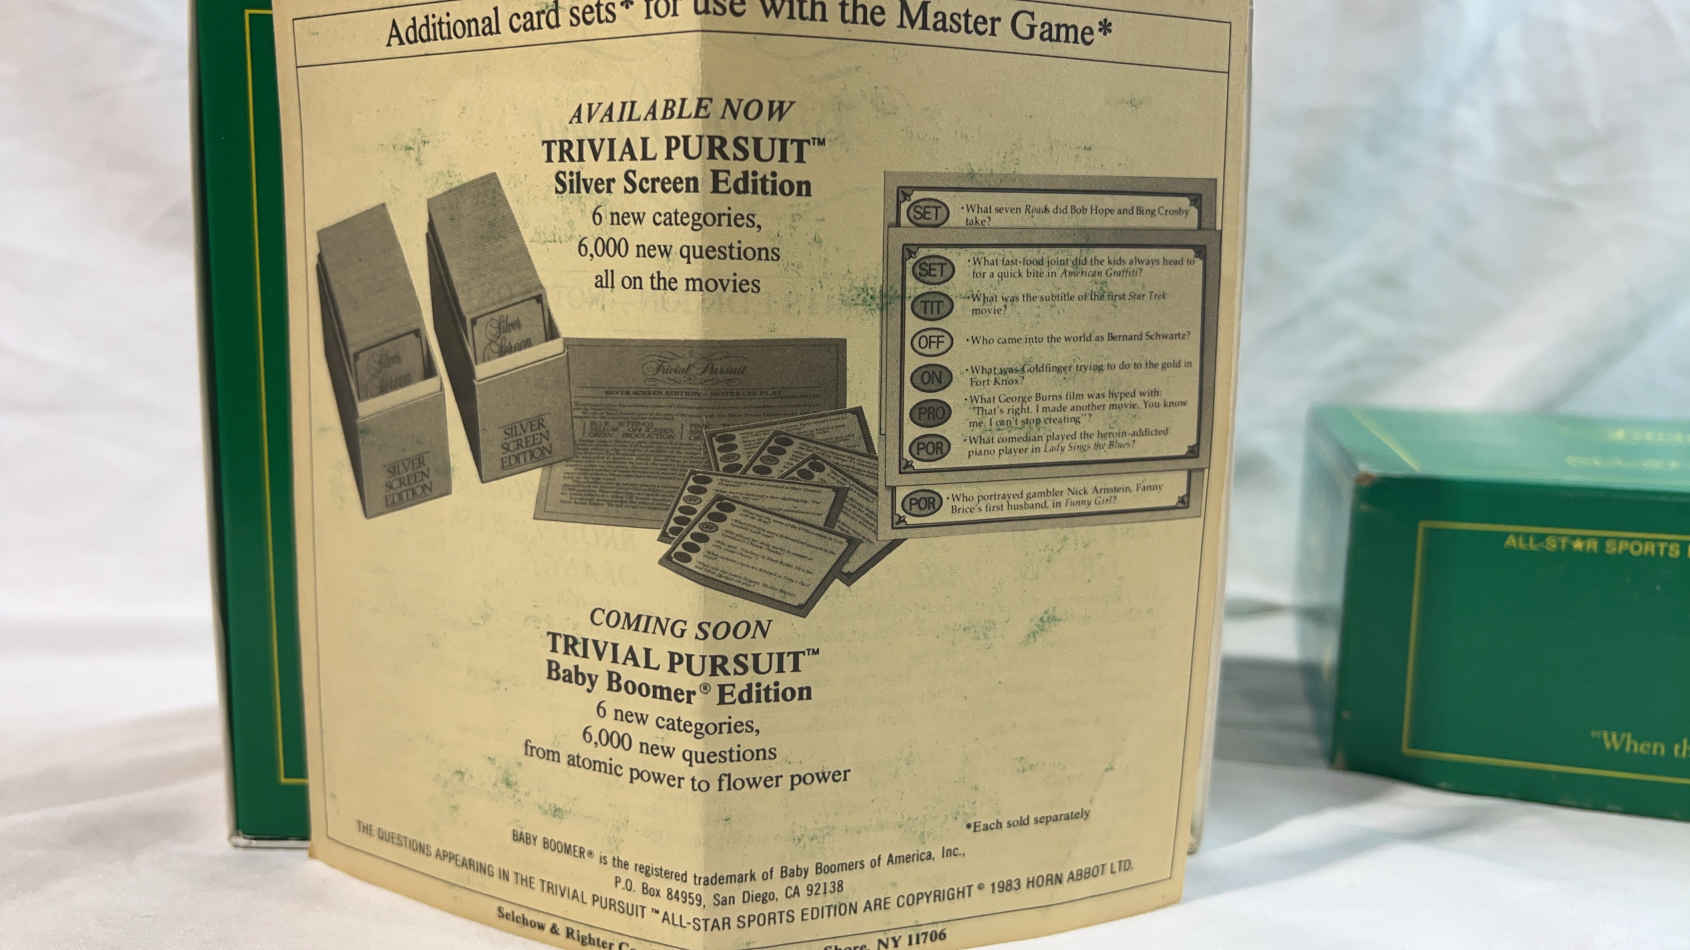 Additional card sets* for use with the Master Game*
AVAILABLE NOW
TRIVIAL PURSUIT™
Silver Screen Edition
6 new categories,
6,000 new questions
all on the movies
SET •What seven Roads did Bob Hope and Bing Crosby
take?
SET •What fast-food joint did the kids always head to
for a quick bite in American Graffiti?
TIT •What was the subtitle of the first Star Trek
movie?
OFF •Who came into the world as Bernard Schwartz?
ON •What was Goldfinger trying to do to the gold in
Fort Knox?
PRO •What George Burns film was hyped with:
"That's right. I made another movie. You know
me. I can't stop creating"?
POR •What comedian played the heroin-addicted
piano player in Lady Sings the Blues?
POR •Who portrayed gambler Nick Arnstein, Fanny
Brice's first husband, in Funny Girl?
Silver
Screen
SILVER
SCREEN
EDITION
Silver
Screen
SILVER
SCREEN
EDITION
Trivial Pursuit
COMING SOON
TRIVIAL PURSUIT™
Baby Boomer® Edition
6 new categories,
6,000 new questions
from atomic power to flower power
*Each sold separately
BABY BOOMER® is the registered trademark of Baby Boomers of America, Inc.,
P.O. Box 84959, San Diego, CA 92138
THE QUESTIONS APPEARING IN THE TRIVIAL PURSUIT ™ ALL-STAR SPORTS EDITION ARE COPYRIGHT © 1983 HORN ABBOT LTD.
Selchow & Righter NY 11706
ALL-ST★R SPORTS
"When